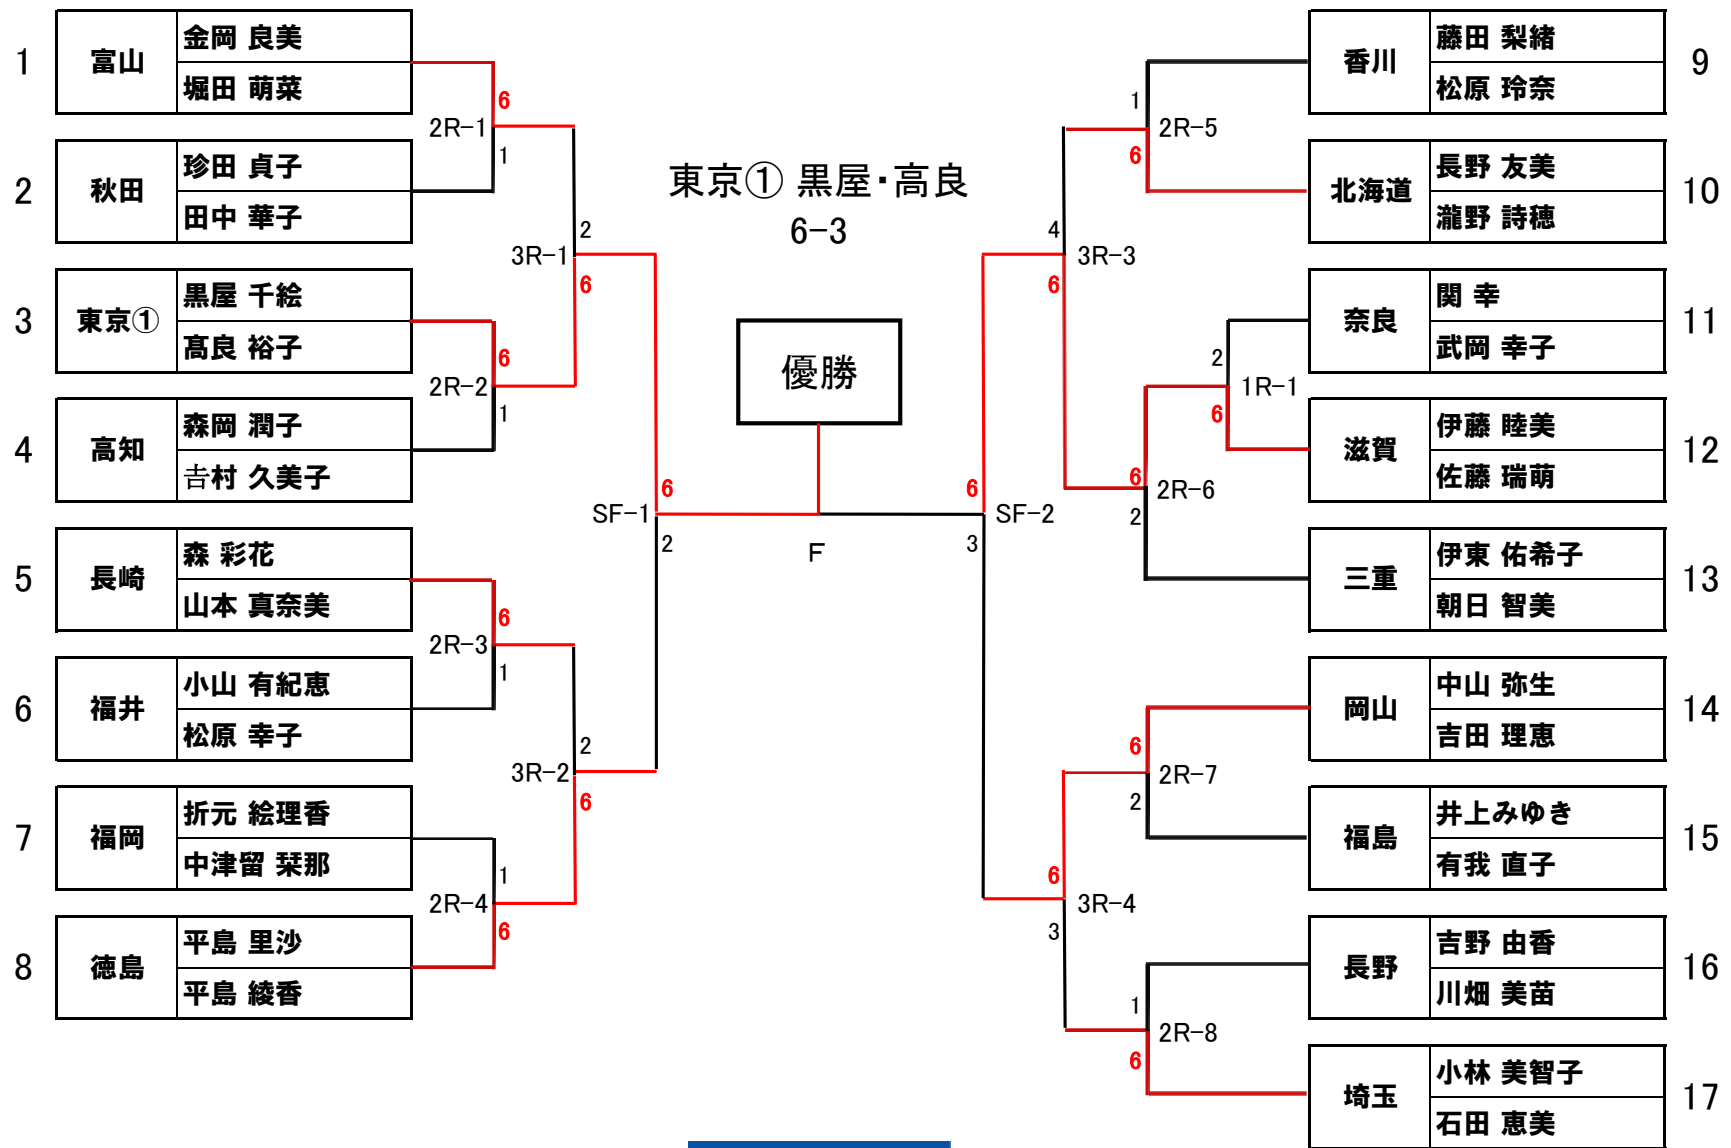 1 富山 金岡 良美
堀田 萌菜
2 秋田 珍田 貞子
田中 華子
3 東京① 黒屋 千絵
髙良 裕子
4 高知 森岡 潤子
𠮷村 久美子
5 長崎 森 彩花
山本 真奈美
6 福井 小山 有紀恵
松原 幸子
7 福岡 折元 絵理香
中津留 栞那
8 徳島 平島 里沙
平島 綾香
6
2R-1
1
6
2R-2
1
6
2R-3
1
1
2R-4
6
2
3R-1
6
2
3R-2
6
6
SF-1
2
東京① 黒屋・高良
6-3
優勝
F
6
SF-2
3
4
3R-3
6
6
3R-4
3
1
2R-5
6
2
1R-1
6
6
2R-6
2
6
2R-7
2
1
2R-8
6
香川 藤田 梨緒 9
松原 玲奈
北海道 長野 友美 10
瀧野 詩穂
奈良 関 幸 11
武岡 幸子
滋賀 伊藤 睦美 12
佐藤 瑞萌
三重 伊東 佑希子 13
朝日 智美
岡山 中山 弥生 14
吉田 理恵
福島 井上みゆき 15
有我 直子
長野 吉野 由香 16
川畑 美苗
埼玉 小林 美智子 17
石田 恵美